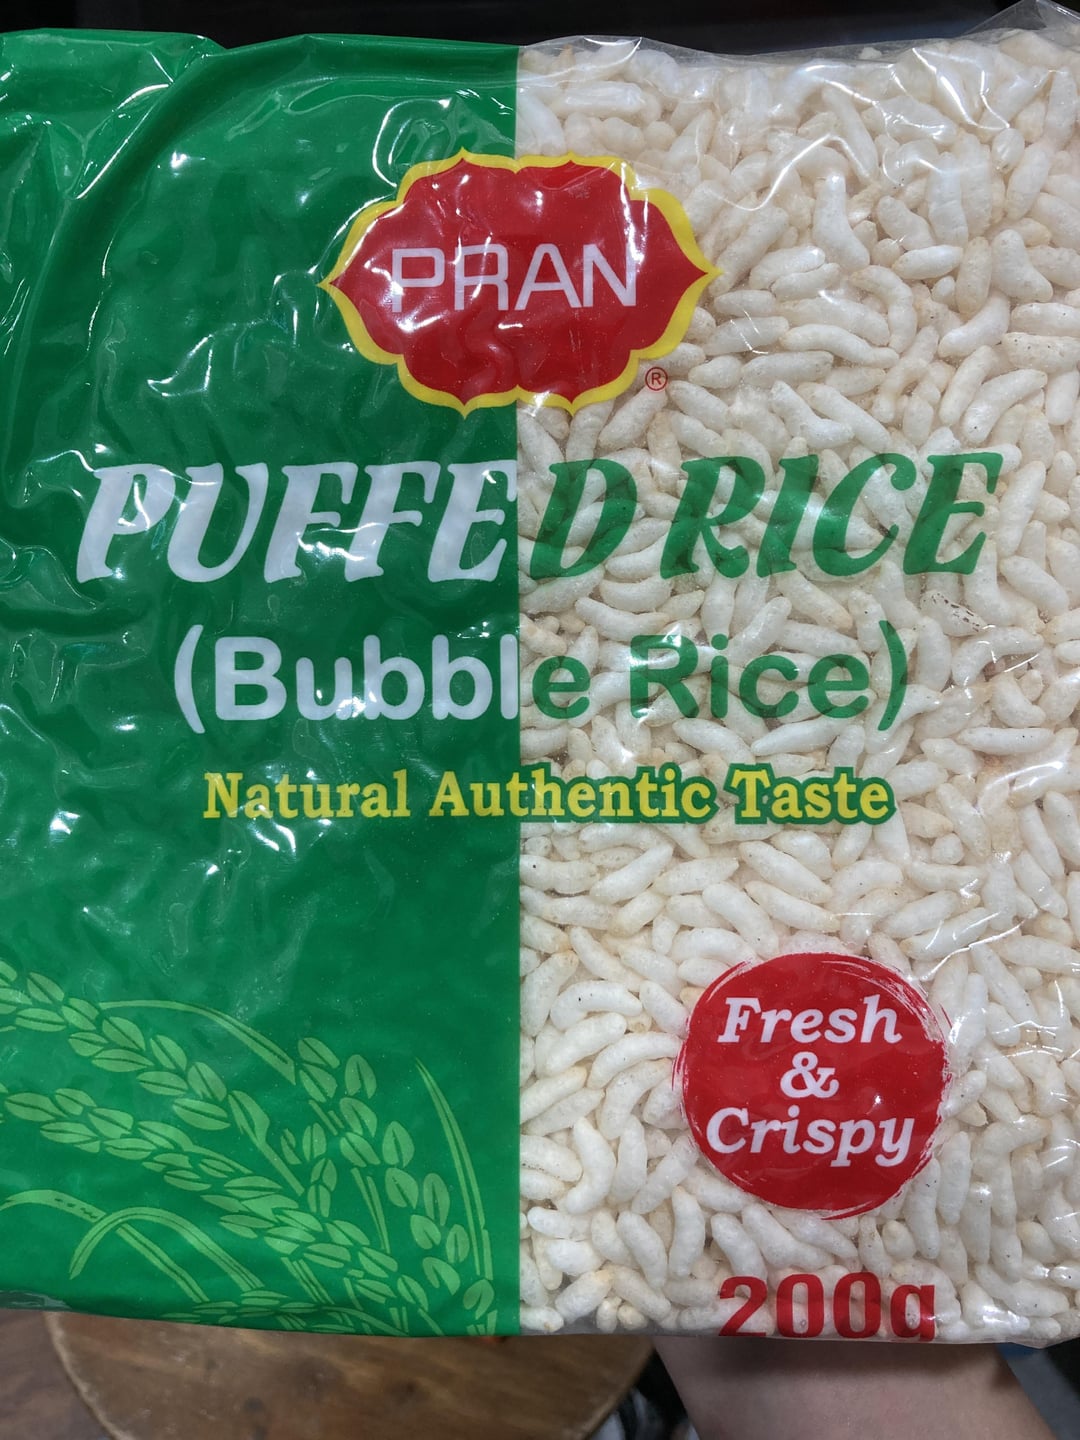 PRAN
®
PUFFED RICE
(Bubble Rice)
Natural Authentic Taste
Fresh
&
Crispy
200g